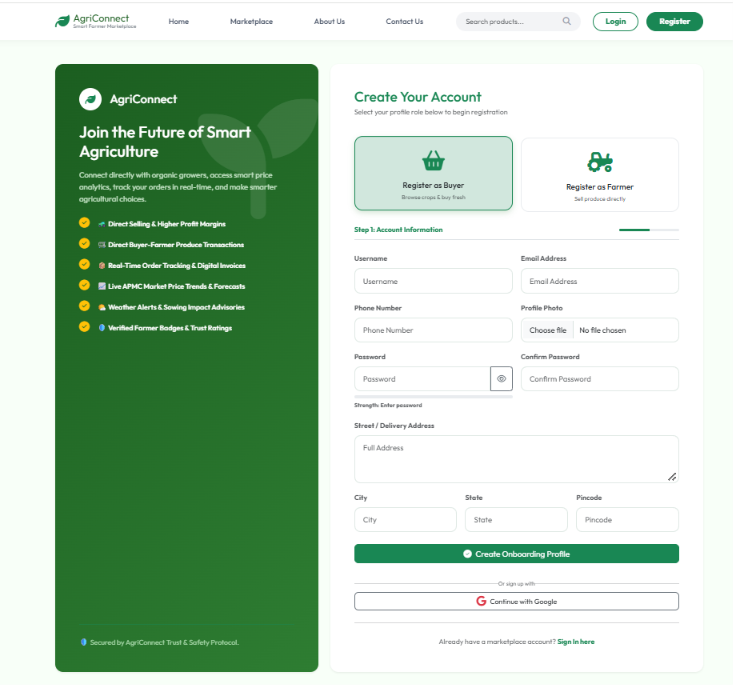 AgriConnect
Smart Farmer Marketplace
Home
Marketplace
About Us
Contact Us
Search products...
Login
Register
AgriConnect
Join the Future of Smart
Agriculture
Connect directly with organic growers, access smart price
analytics, track your orders in real-time, and make smarter
agricultural choices.
Direct Selling & Higher Profit Margins
Direct Buyer-Farmer Produce Transactions
Real-Time Order Tracking & Digital Invoices
Live APMC Market Price Trends & Forecasts
Weather Alerts & Sowing Impact Advisories
Verified Farmer Badges & Trust Ratings
Secured by AgriConnect Trust & Safety Protocol.
Create Your Account
Select your profile role below to begin registration
Register as Buyer
Browse crops & buy fresh
Register as Farmer
Sell produce directly
Step 1: Account Information
Username
Email Address
Username
Email Address
Phone Number
Profile Photo
Phone Number
Choose file
No file chosen
Password
Confirm Password
Password
Confirm Password
Strength: Enter password
Street / Delivery Address
Full Address
City
State
Pincode
City
State
Pincode
Create Onboarding Profile
Or sign up with
Continue with Google
Already have a marketplace account? Sign In here